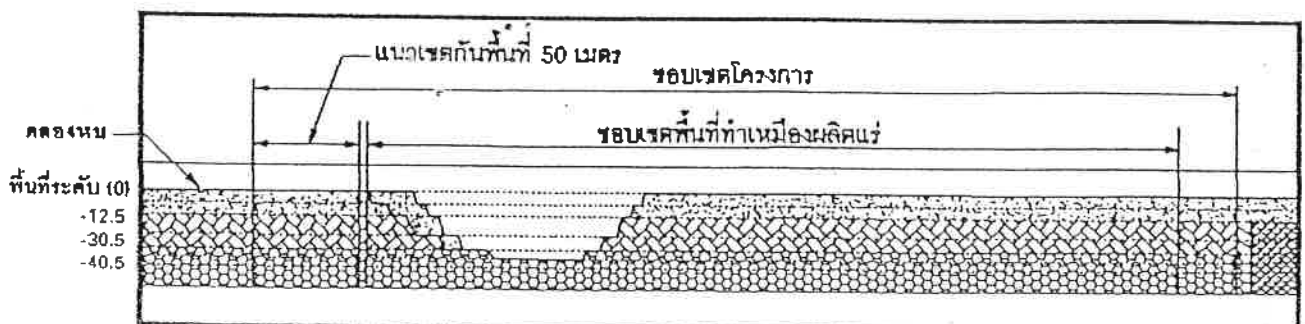 แนวเขตกันพื้นที่ 50 เมตร
ขอบเขตโครงการ
คลองหบ
ขอบเขตพื้นที่ทำเหมืองผลิตแร่
พื้นที่ระดับ (0)
-12.5
-30.5
-40.5